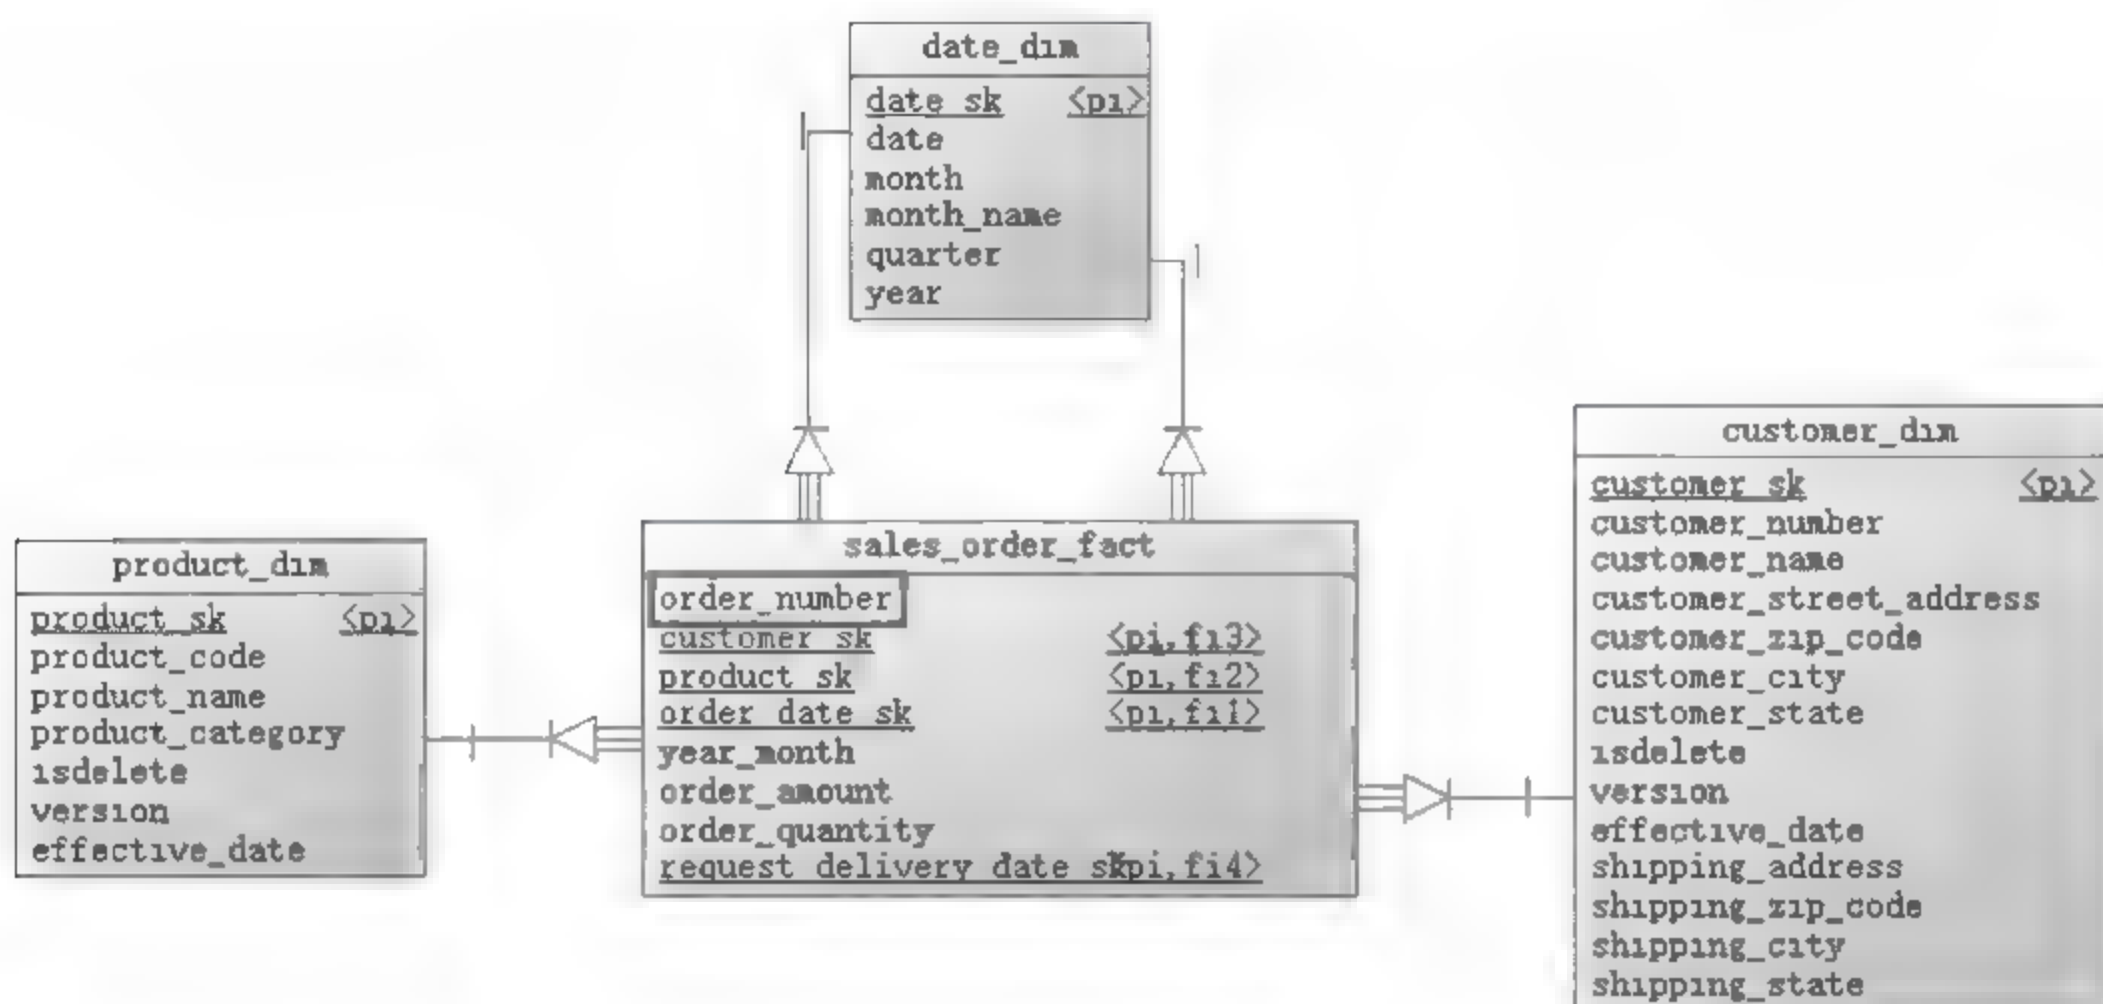 date_dim
date_sk <pi>
date
month
month_name
quarter
year
product_dim
product_sk <pi>
product_code
product_name
product_category
isdelete
version
effective_date
sales_order_fact
order_number
customer_sk <pi,fi3>
product_sk <pi,fi2>
order_date_sk <pi,fi1>
year_month
order_amount
order_quantity
request_delivery_date_sk<pi,fi4>
customer_dim
customer_sk <pi>
customer_number
customer_name
customer_street_address
customer_zip_code
customer_city
customer_state
isdelete
version
effective_date
shipping_address
shipping_zip_code
shipping_city
shipping_state